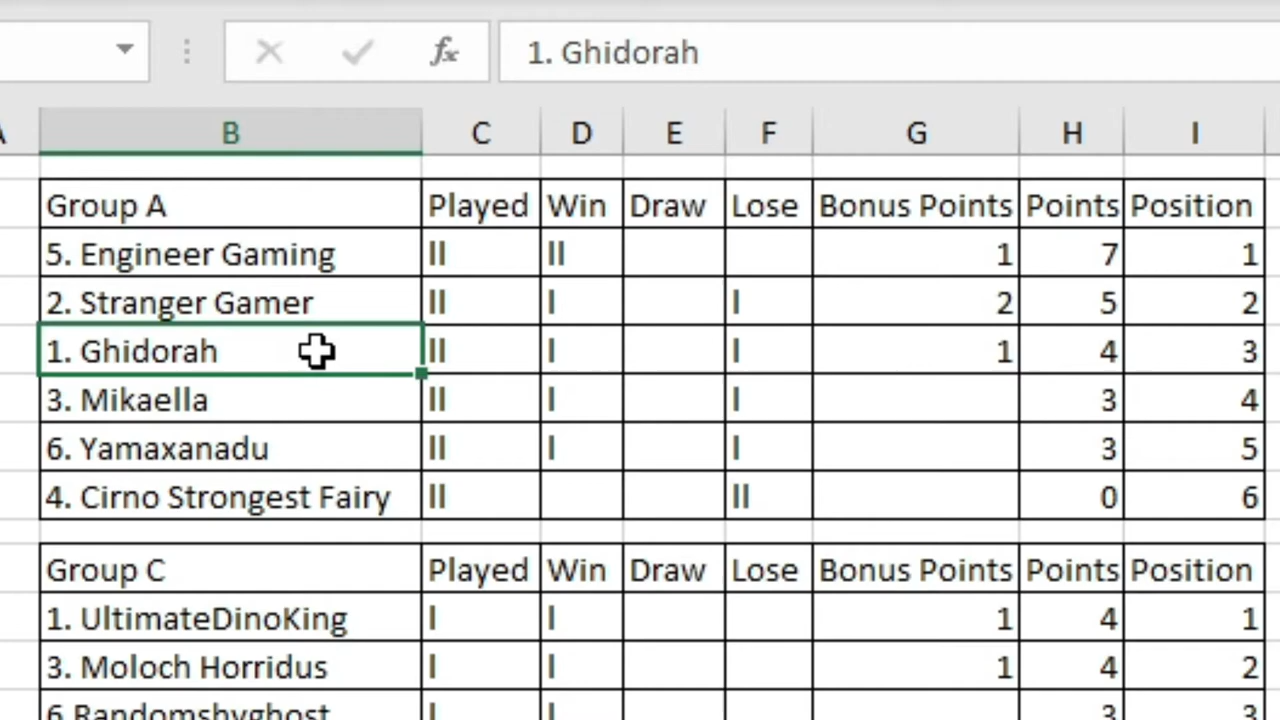 fx 1. Ghidorah
A B C D E F G H I
Group A Played Win Draw Lose Bonus Points Points Position
5. Engineer Gaming II II 1 7 1
2. Stranger Gamer II I I 2 5 2
1. Ghidorah II I I 1 4 3
3. Mikaella II I I 3 4
6. Yamaxanadu II I I 3 5
4. Cirno Strongest Fairy II II 0 6
Group C Played Win Draw Lose Bonus Points Points Position
1. UltimateDinoKing I I 1 4 1
3. Moloch Horridus I I 1 4 2
6.Randomshyghost I I 3 3